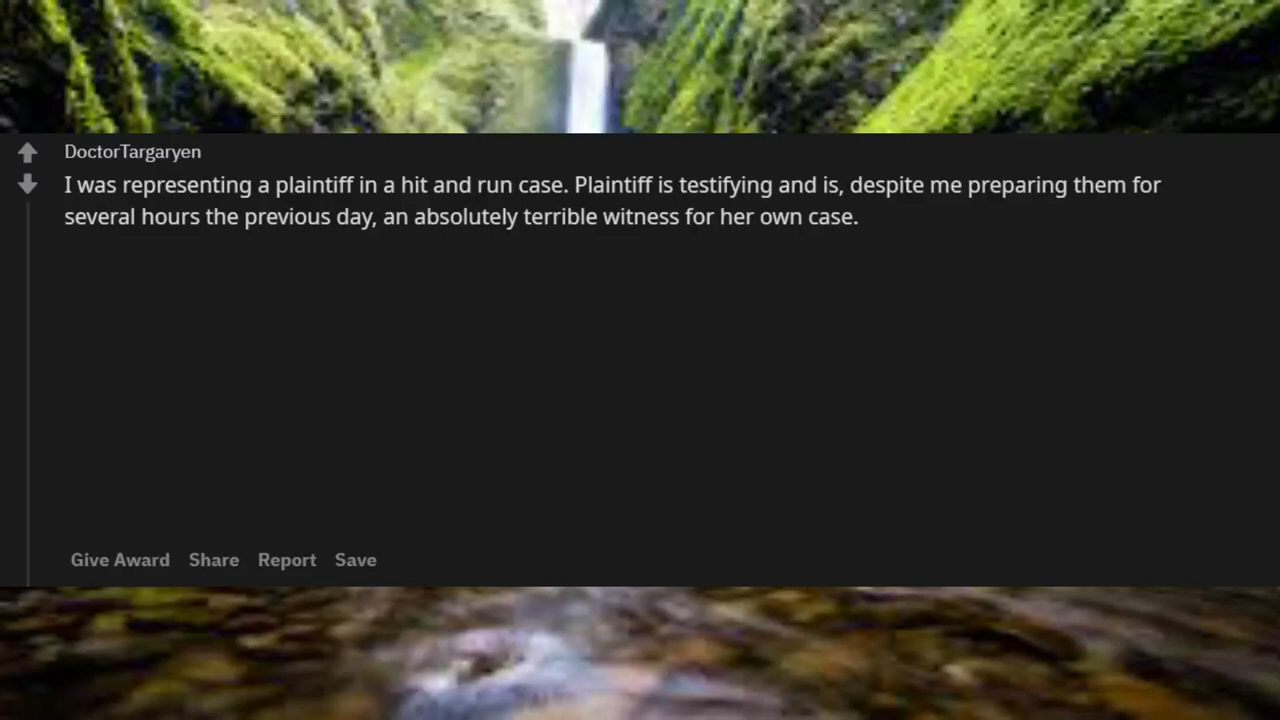 DoctorTargaryen
I was representing a plaintiff in a hit and run case. Plaintiff is testifying and is, despite me preparing them for
several hours the previous day, an absolutely terrible witness for her own case.
Give Award Share Report Save